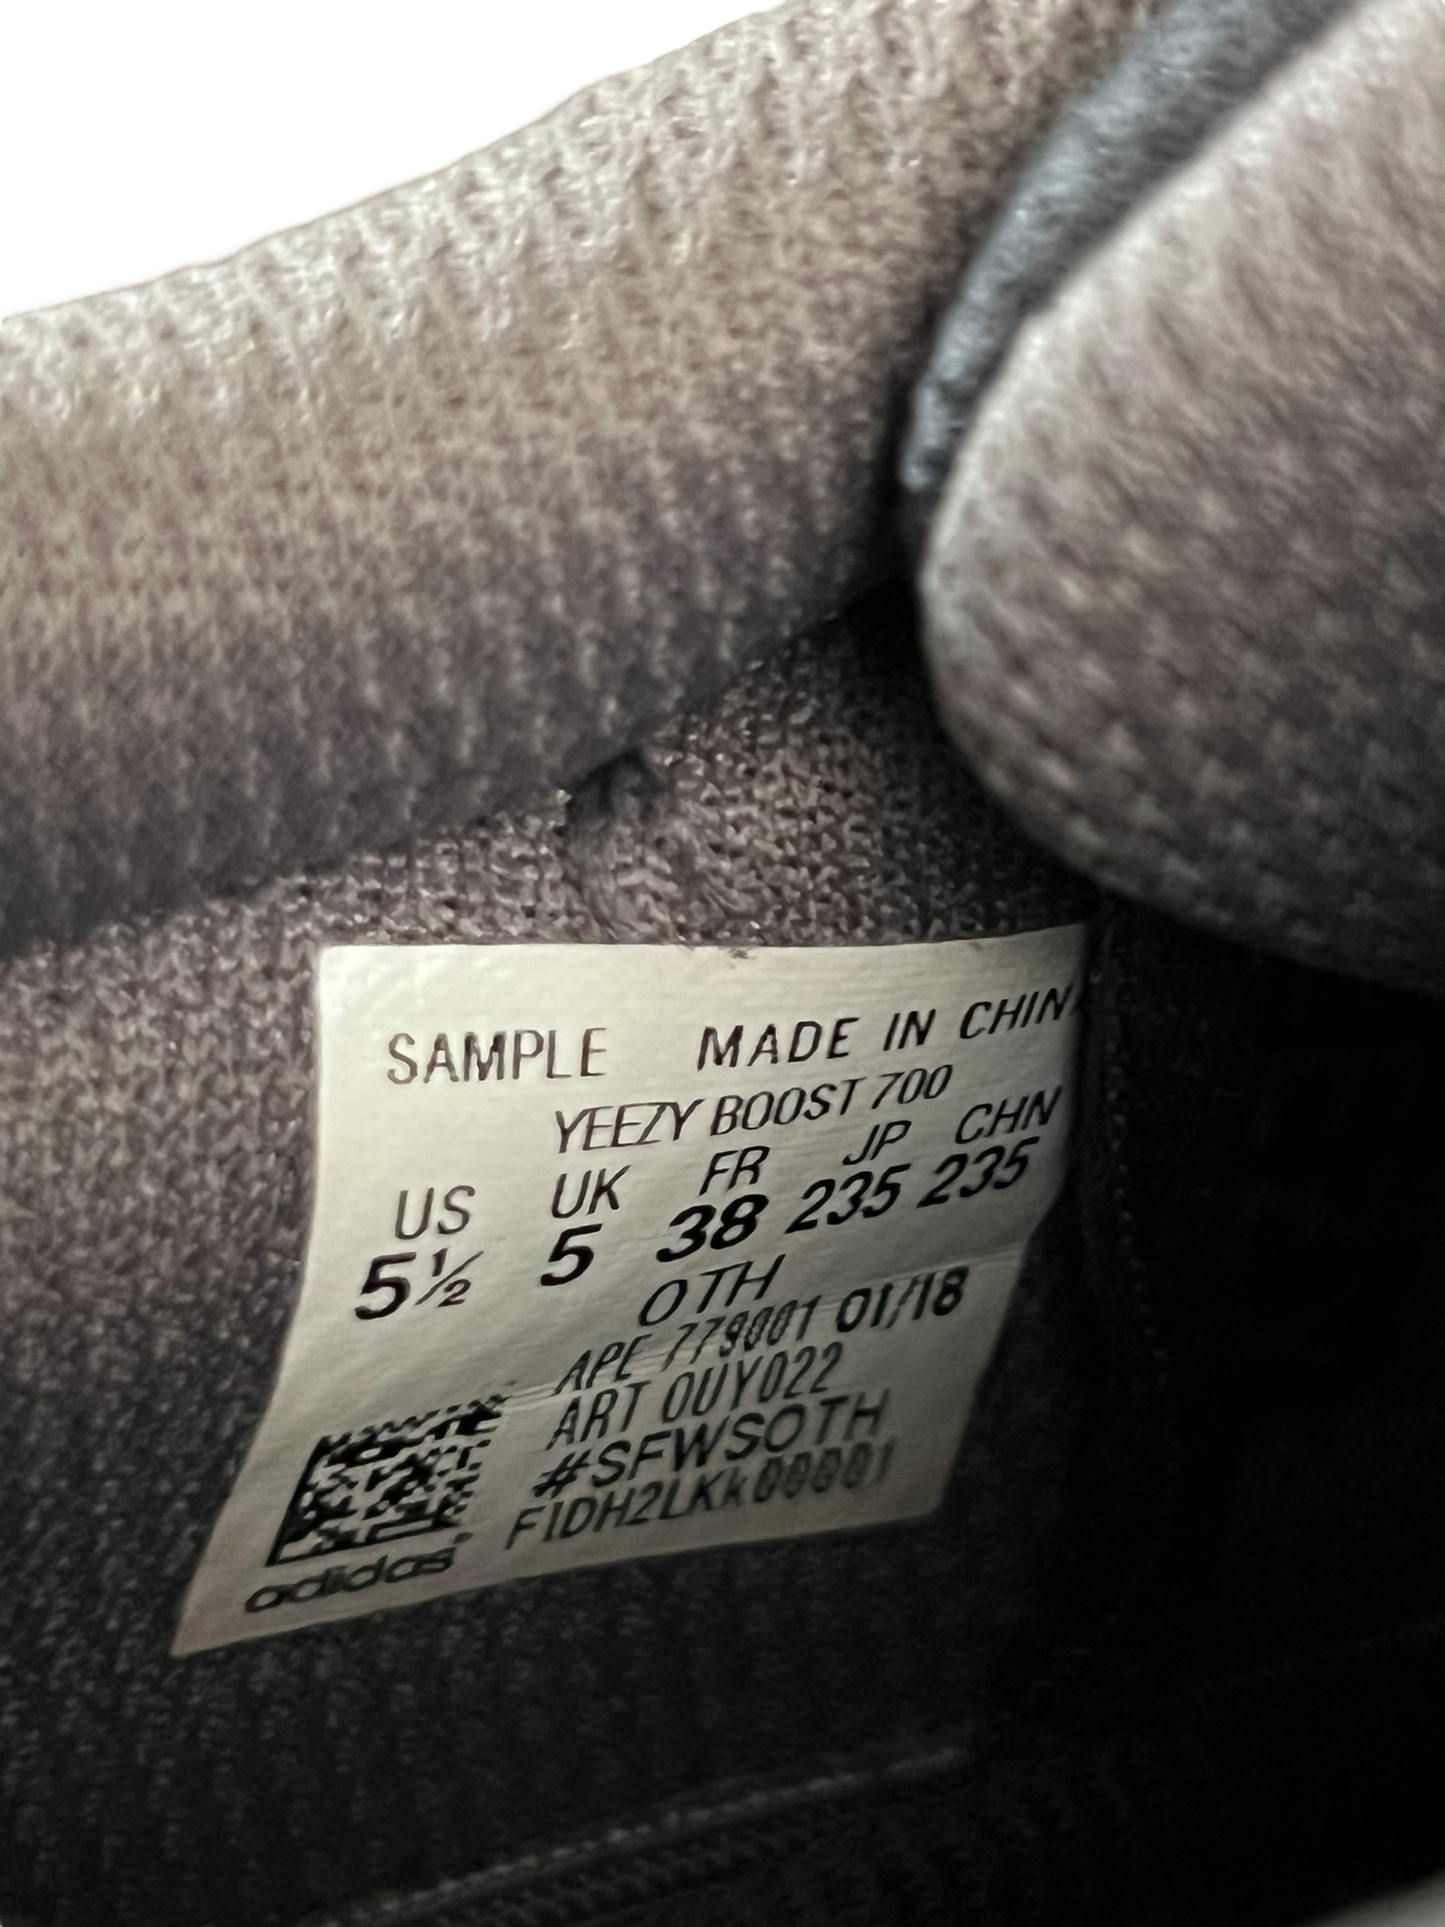 SAMPLE MADE IN CHINA
YEEZY BOOST 700
US UK FR JP CHN
5½ 5 38 235 235
OTH
APE 779001 01/18
ART OUY022
#SFWSOTH
FIDH2LKk00001
adidas